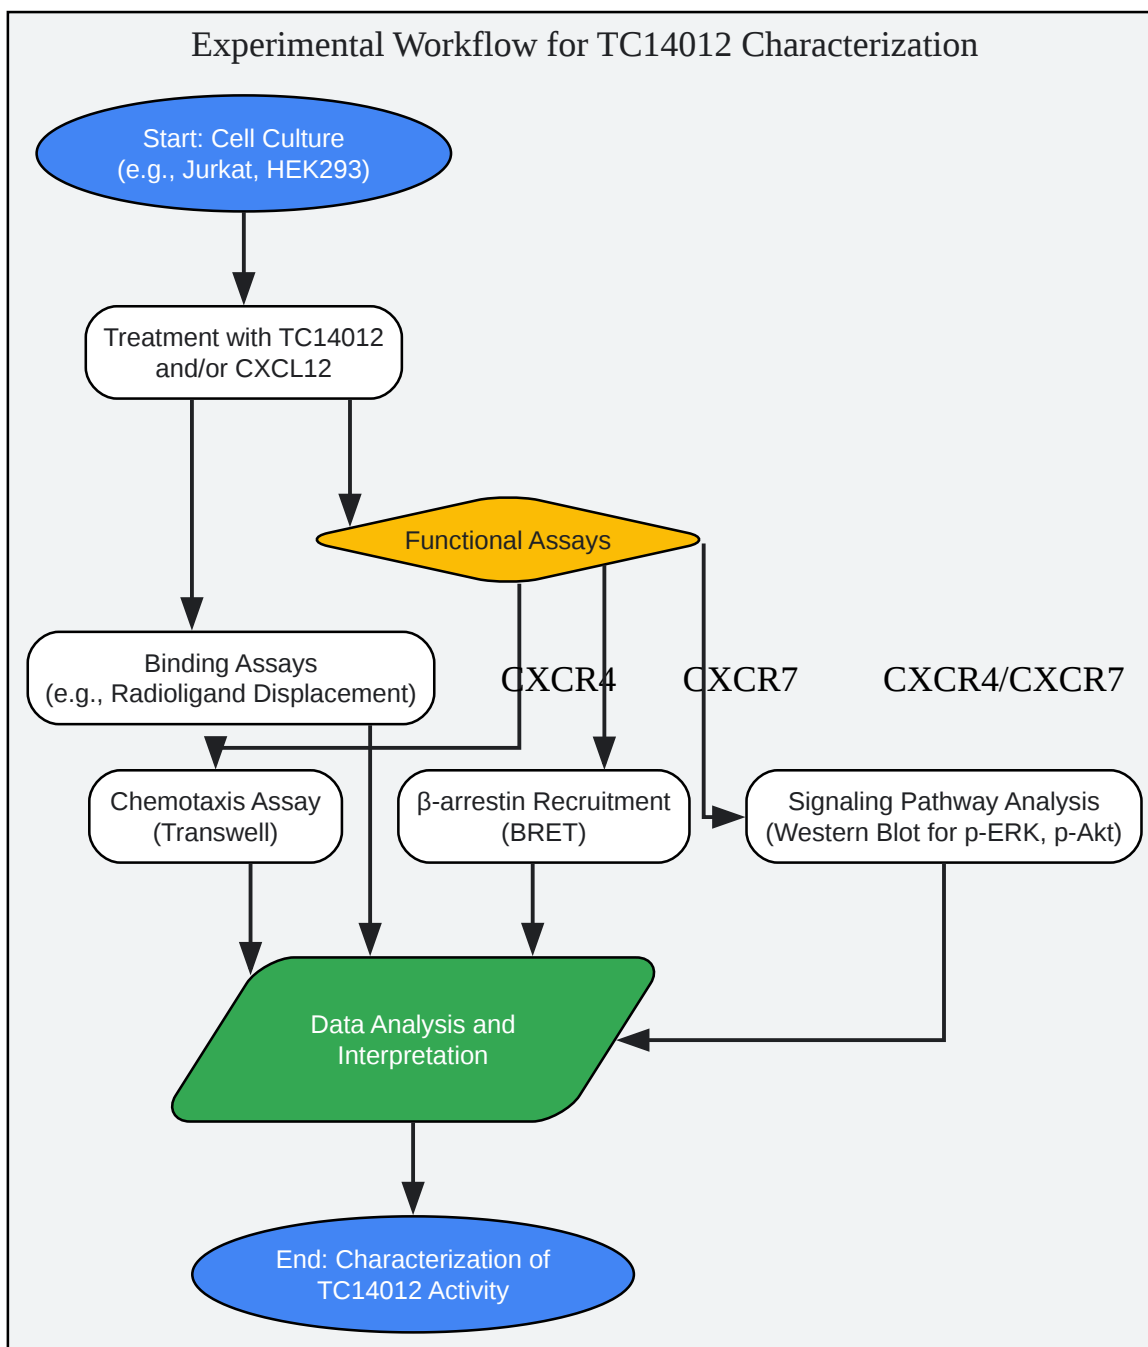 Experimental Workflow for TC14012 Characterization
Start: Cell Culture
(e.g., Jurkat, HEK293)
Treatment with TC14012
and/or CXCL12
Functional Assays
Binding Assays
(e.g., Radioligand Displacement)
CXCR4
CXCR7
CXCR4/CXCR7
Chemotaxis Assay
(Transwell)
β-arrestin Recruitment
(BRET)
Signaling Pathway Analysis
(Western Blot for p-ERK, p-Akt)
Data Analysis and
Interpretation
End: Characterization of
TC14012 Activity